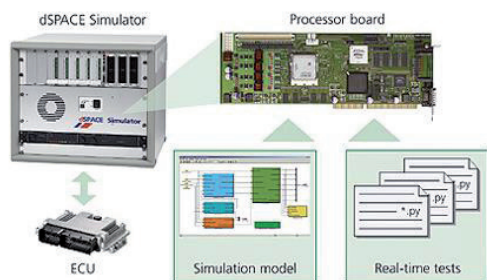 dSPACE Simulator
Processor board
dSPACE Simulator
.py
.py
*.py
ECU
Simulation model
Real-time tests